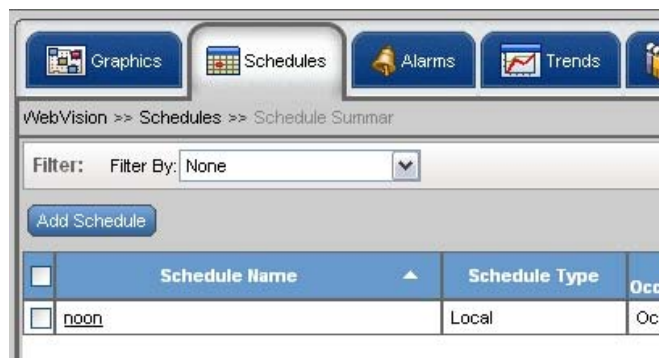 Graphics
Schedules
Alarms
Trends
WebVision >> Schedules >> Schedule Summar
Filter: Filter By: None
Add Schedule
Schedule Name Schedule Type
noon Local